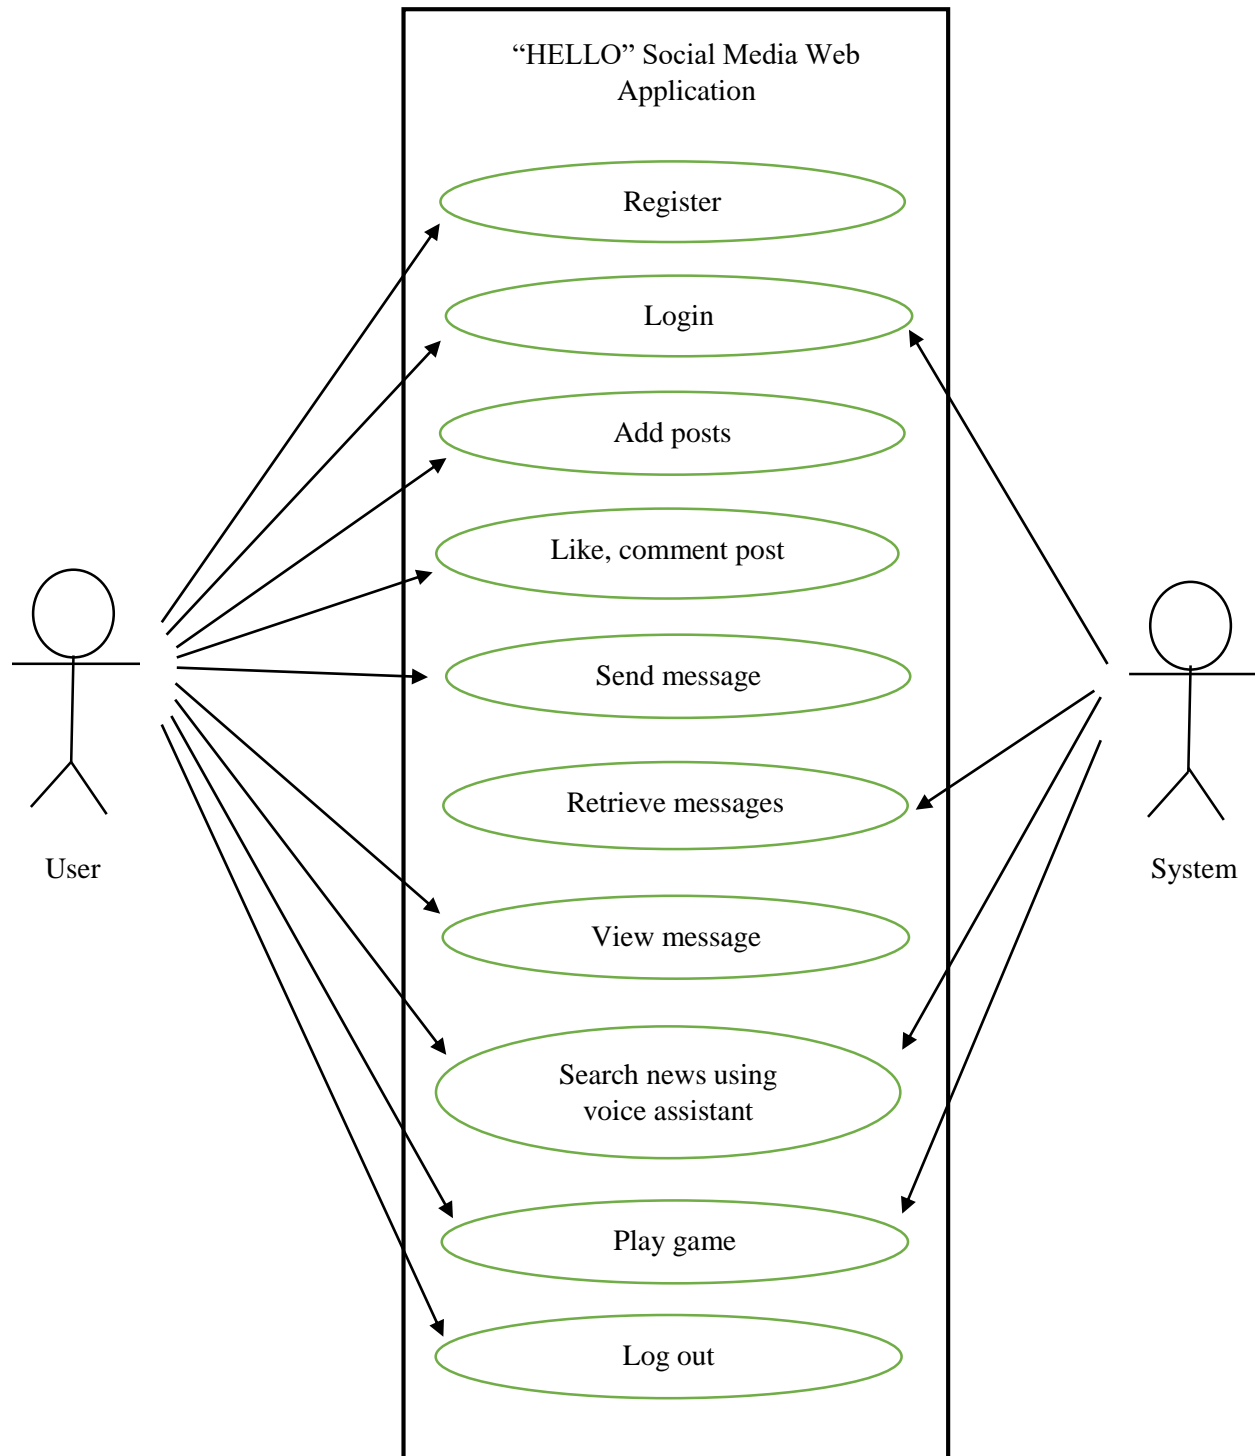 “HELLO” Social Media Web
Application
Register
Login
Add posts
Like, comment post
Send message
Retrieve messages
User
System
View message
Search news using
voice assistant
Play game
Log out